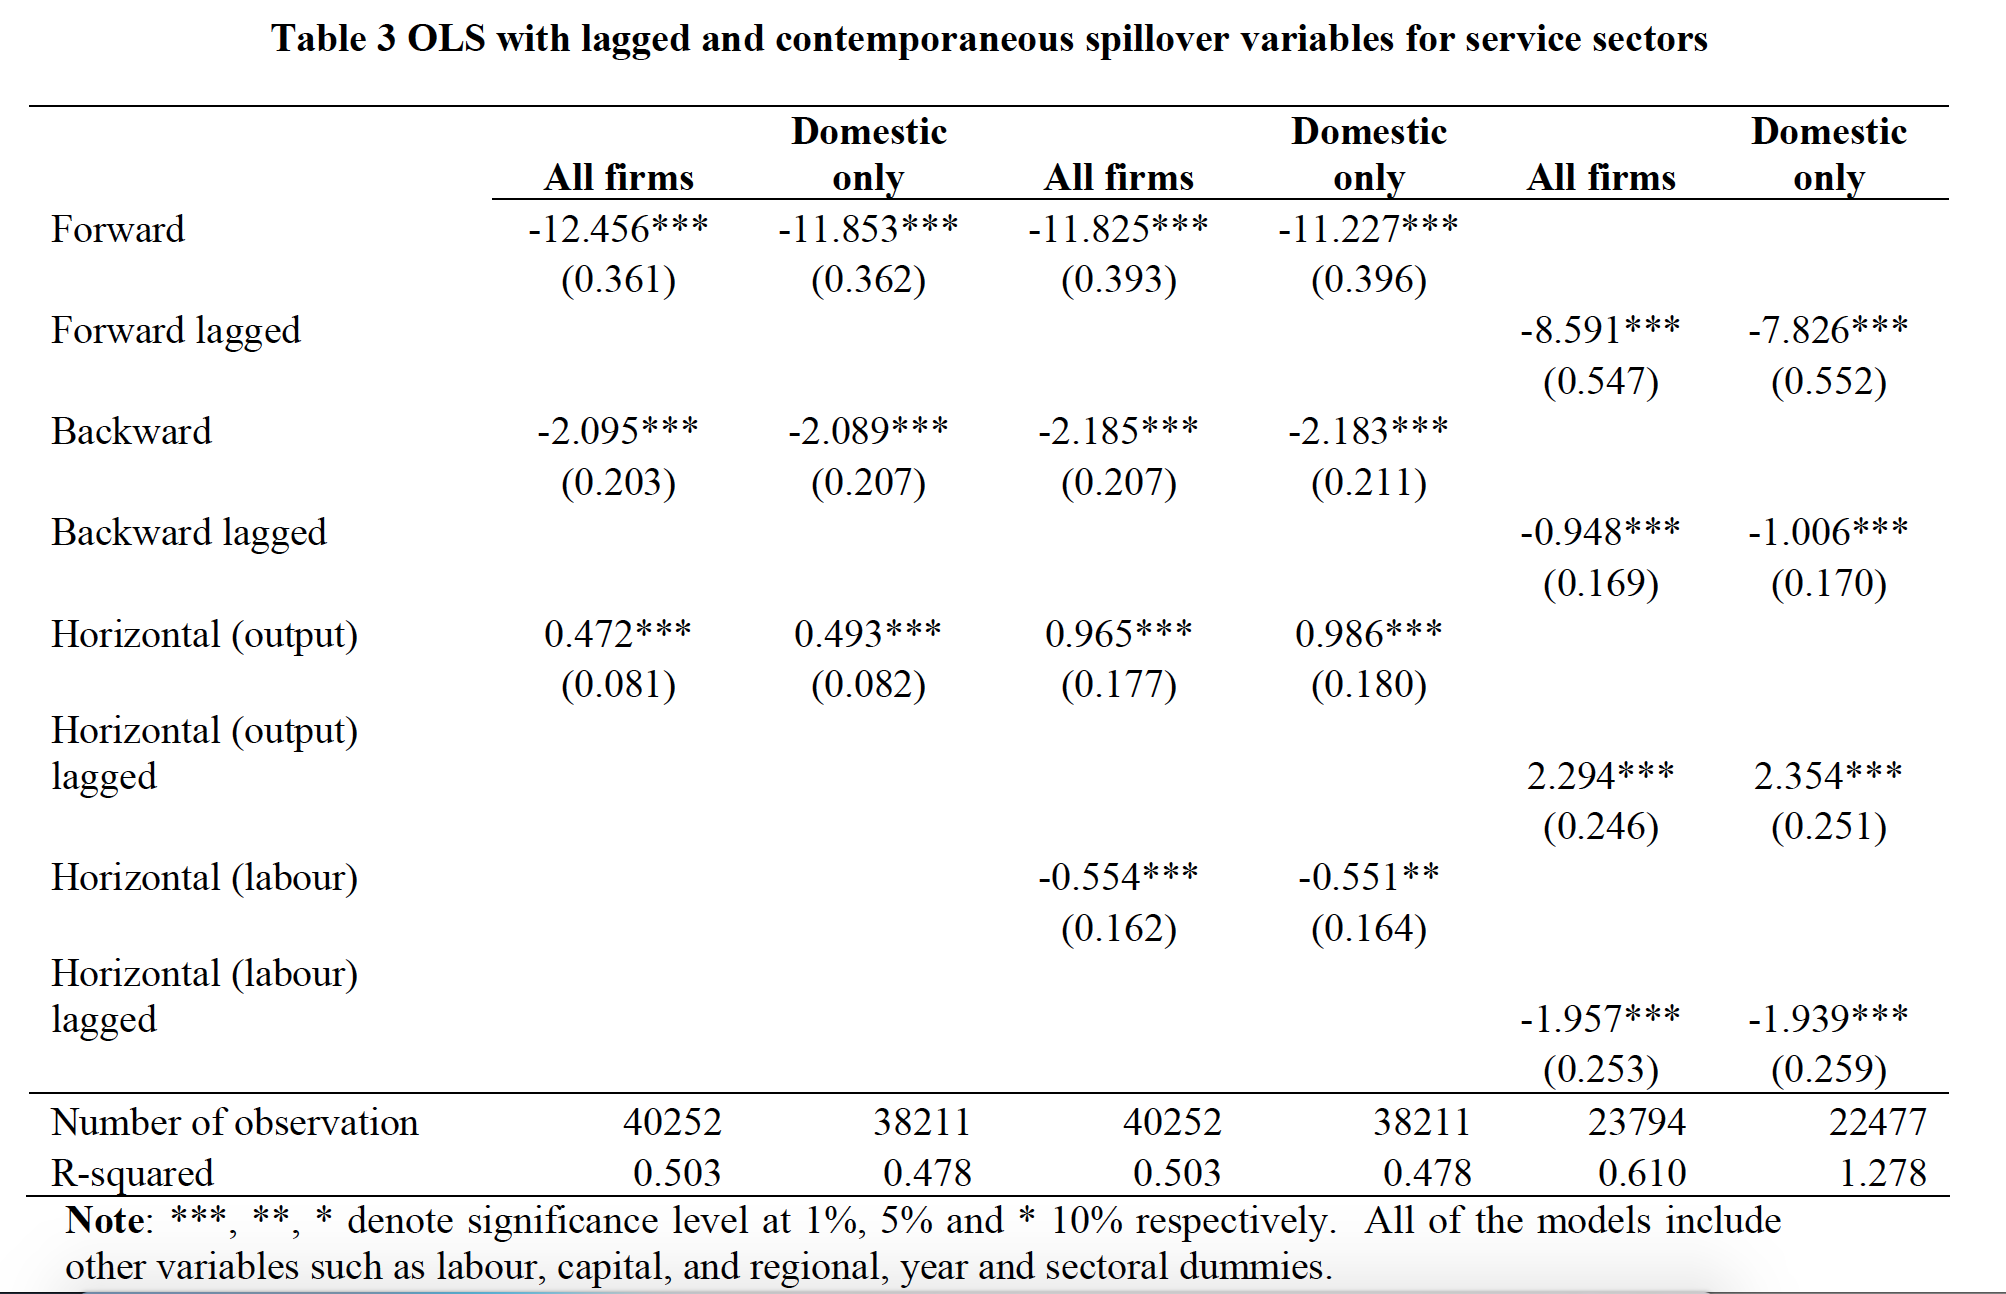 Table 3 OLS with lagged and contemporaneous spillover variables for service sectors
Domestic Domestic Domestic
All firms only All firms only All firms only
Forward -12.456*** -11.853*** -11.825*** -11.227***
(0.361) (0.362) (0.393) (0.396)
Forward lagged -8.591*** -7.826***
(0.547) (0.552)
Backward -2.095*** -2.089*** -2.185*** -2.183***
(0.203) (0.207) (0.207) (0.211)
Backward lagged -0.948*** -1.006***
(0.169) (0.170)
Horizontal (output) 0.472*** 0.493*** 0.965*** 0.986***
(0.081) (0.082) (0.177) (0.180)
Horizontal (output)
lagged 2.294*** 2.354***
(0.246) (0.251)
Horizontal (labour) -0.554*** -0.551**
(0.162) (0.164)
Horizontal (labour)
lagged -1.957*** -1.939***
(0.253) (0.259)
Number of observation 40252 38211 40252 38211 23794 22477
R-squared 0.503 0.478 0.503 0.478 0.610 1.278
Note: ***, **, * denote significance level at 1%, 5% and * 10% respectively. All of the models include
other variables such as labour, capital, and regional, year and sectoral dummies.